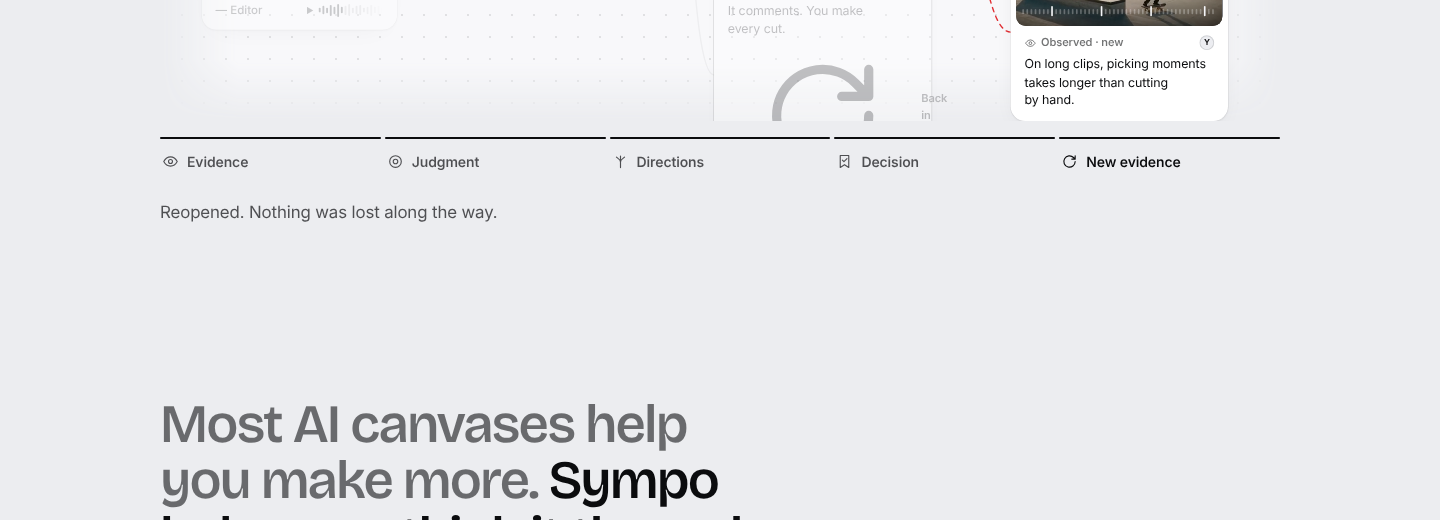 — Editor
It comments. You make
every cut.
Back
in
Observed · new
Y
On long clips, picking moments
takes longer than cutting
by hand.
Evidence
Judgment
Directions
Decision
New evidence
Reopened. Nothing was lost along the way.
Most AI canvases help
you make more. Sympo